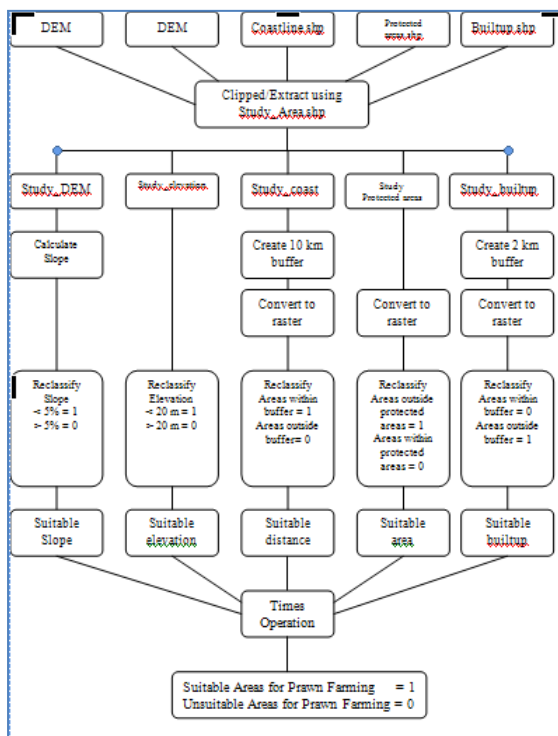 DEM
DEM
Coastline.shp
Protected
areas.shp
Builtup.shp
Clipped/Extract using
Study_Area.shp
Study_DEM
Study_elevation
Study_coast
Study
Protected areas
Study_builtup
Calculate
Slope
Create 10 km
buffer
Create 2 km
buffer
Convert to
raster
Convert to
raster
Convert to
raster
Reclassify
Slope
< 5% = 1
> 5% = 0
Reclassify
Elevation
< 20 m = 1
> 20 m = 0
Reclassify
Areas within
buffer = 1
Areas outside
buffer= 0
Reclassify
Areas outside
protected
areas = 1
Areas within
protected
areas = 0
Reclassify
Areas within
buffer = 0
Areas outside
buffer = 1
Suitable
Slope
Suitable
elevation
Suitable
distance
Suitable
area
Suitable
builtup
Times
Operation
Suitable Areas for Prawn Farming = 1
Unsuitable Areas for Prawn Farming = 0